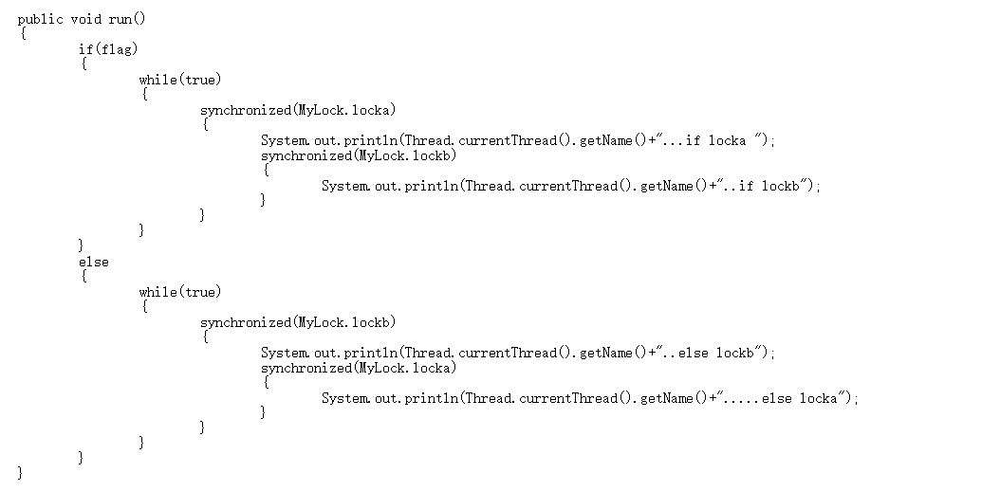 public void run()
{
if(flag)
{
while(true)
{
synchronized(MyLock.locka)
{
System.out.println(Thread.currentThread().getName()+"...if locka ");
synchronized(MyLock.lockb)
{
System.out.println(Thread.currentThread().getName()+"..if lockb");
}
}
}
}
else
{
while(true)
{
synchronized(MyLock.lockb)
{
System.out.println(Thread.currentThread().getName()+"..else lockb");
synchronized(MyLock.locka)
{
System.out.println(Thread.currentThread().getName()+".....else locka");
}
}
}
}
}